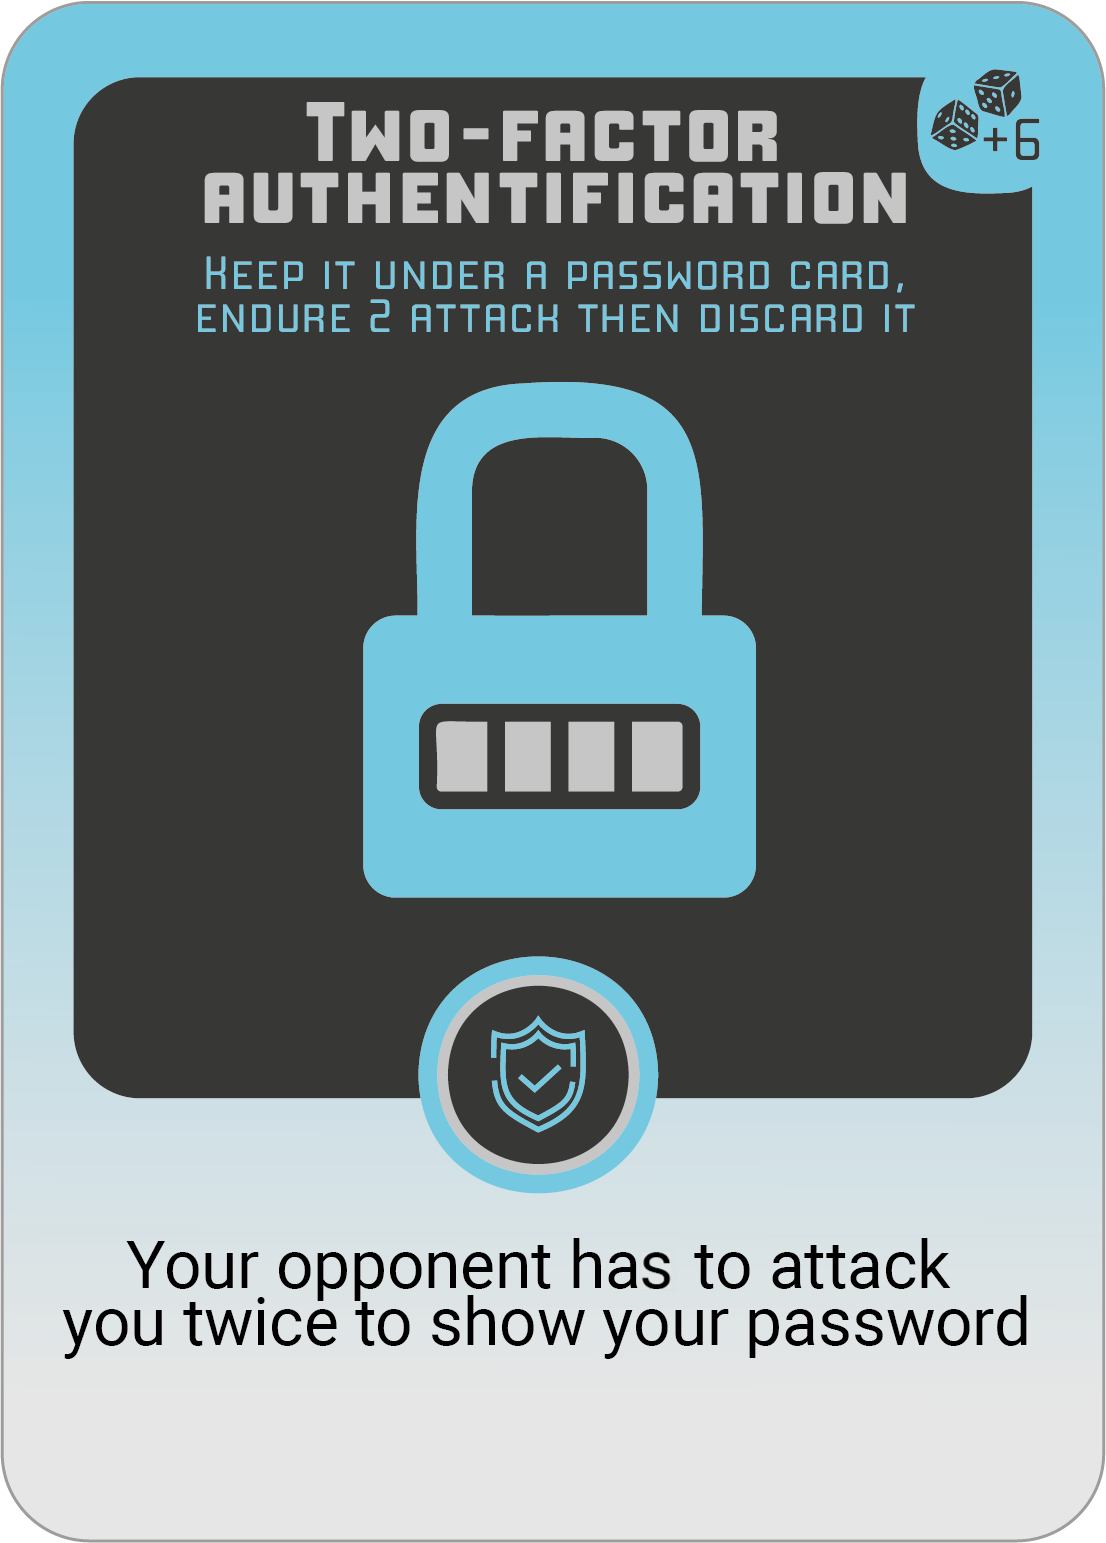 Two-factor
authentification
+6
Keep it under a password card,
endure 2 attack then discard it
Your opponent has to attack
you twice to show your password